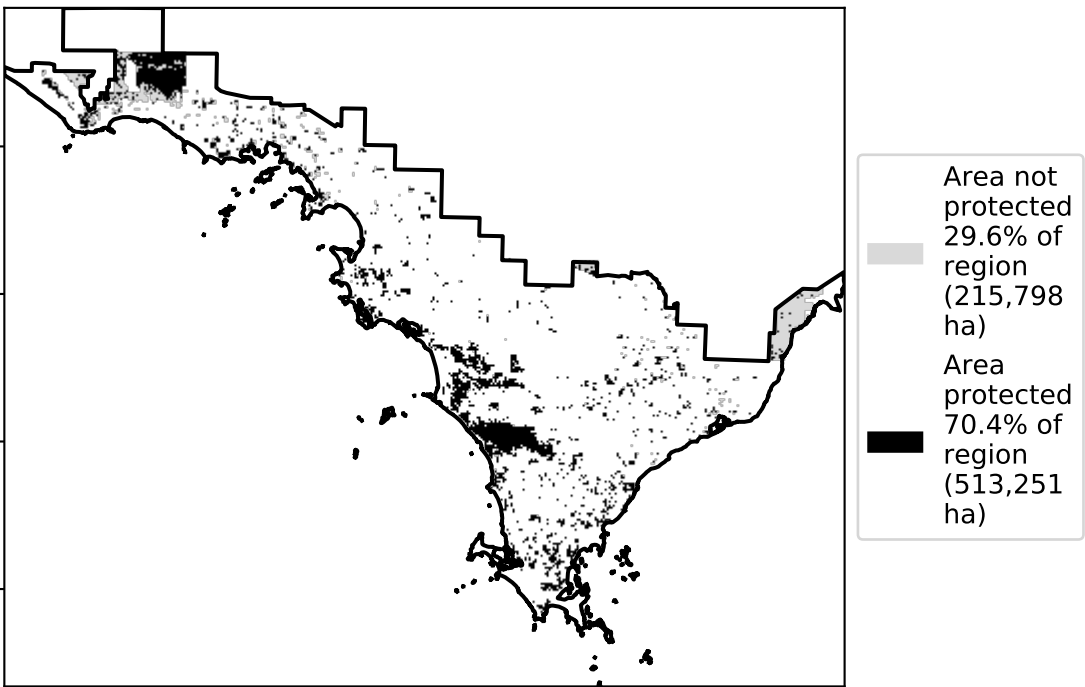 Area not
protected
29.6% of
region
(215,798
ha)
Area
protected
70.4% of
region
(513,251
ha)